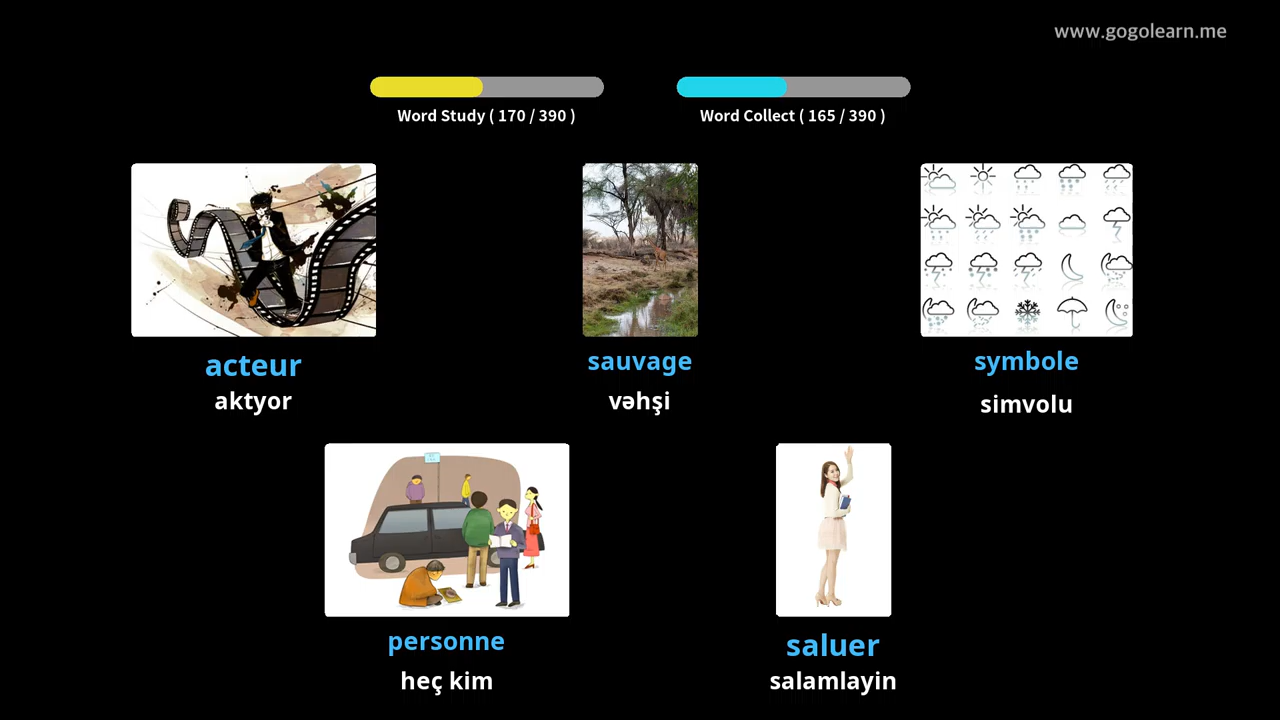 www.gogolearn.me
Word Study ( 170 / 390 )
Word Collect ( 165 / 390 )
acteur
aktyor
sauvage
vəhşi
symbole
simvolu
personne
heç kim
saluer
salamlayin